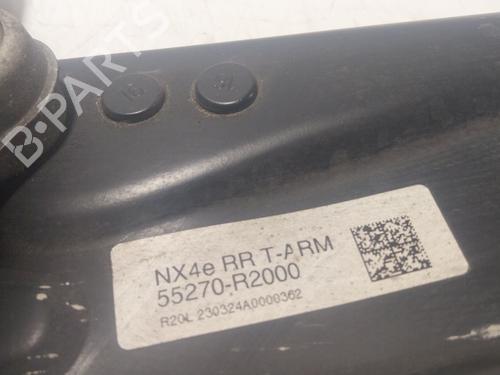 B-PARTS
NX4e RR T-ARM
55270-R2000
R20L 230324A0000362